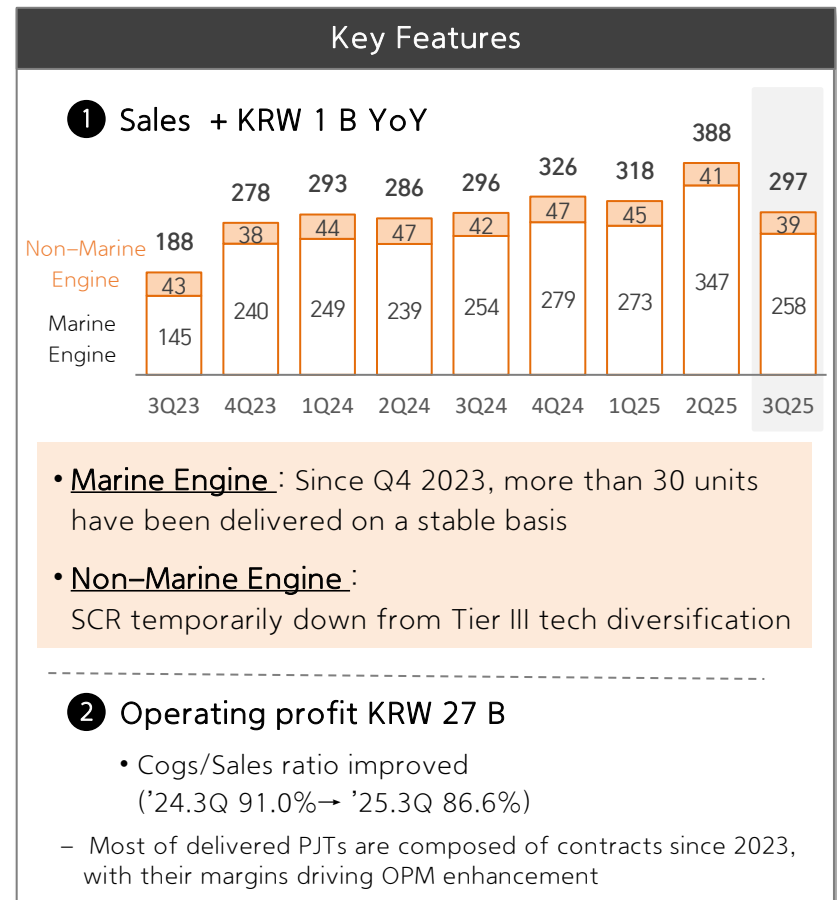 Key Features
1 Sales + KRW 1 B YoY
188 278 293 286 296 326 318 388 297
Non–Marine
Engine
43 38 44 47 42 47 45 41 39
Marine
Engine
145 240 249 239 254 279 273 347 258
3Q23 4Q23 1Q24 2Q24 3Q24 4Q24 1Q25 2Q25 3Q25
• Marine Engine : Since Q4 2023, more than 30 units
have been delivered on a stable basis
• Non–Marine Engine :
SCR temporarily down from Tier III tech diversification
2 Operating profit KRW 27 B
• Cogs/Sales ratio improved
(’24.3Q 91.0%→ ’25.3Q 86.6%)
– Most of delivered PJTs are composed of contracts since 2023,
with their margins driving OPM enhancement